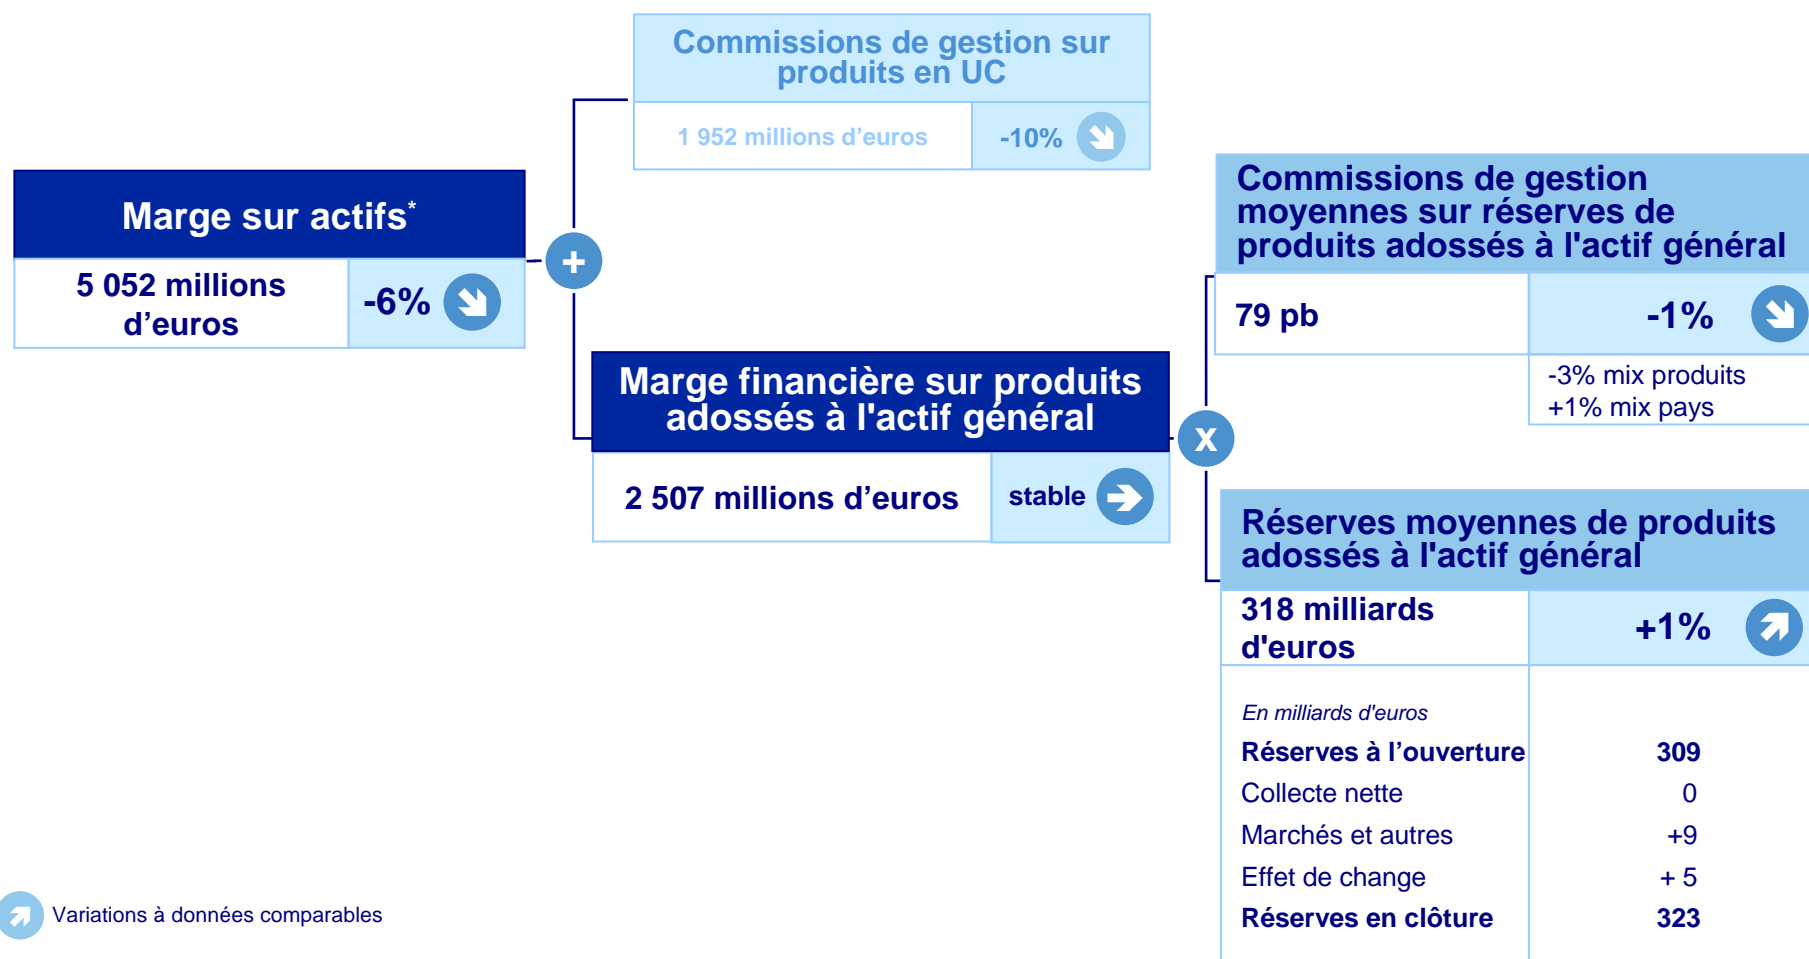 Commissions de gestion sur
produits en UC
1 952 millions d’euros
-10%
Marge sur actifs*
5 052 millions
d’euros
-6%
+
Marge financière sur produits
adossés à l'actif général
2 507 millions d’euros
stable
x
Commissions de gestion
moyennes sur réserves de
produits adossés à l'actif général
79 pb
-1%
-3% mix produits
+1% mix pays
Réserves moyennes de produits
adossés à l'actif général
318 milliards
d'euros
+1%
En milliards d'euros
Réserves à l’ouverture 309
Collecte nette 0
Marchés et autres +9
Effet de change + 5
Réserves en clôture 323
Variations à données comparables